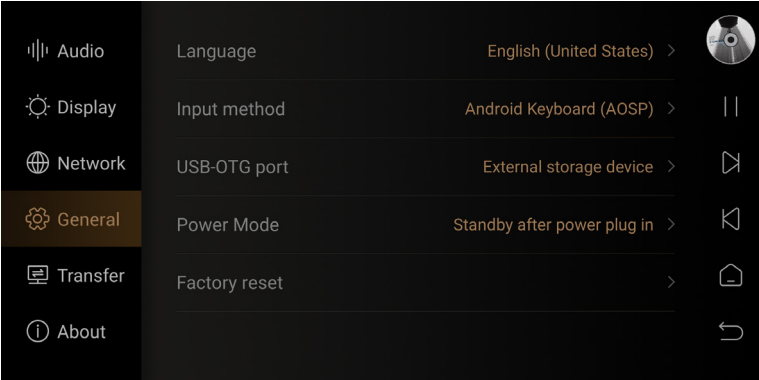 Audio
Display
Network
General
Transfer
About
Language English (United States)
Input method Android Keyboard (AOSP)
USB-OTG port External storage device
Power Mode Standby after power plug in
Factory reset